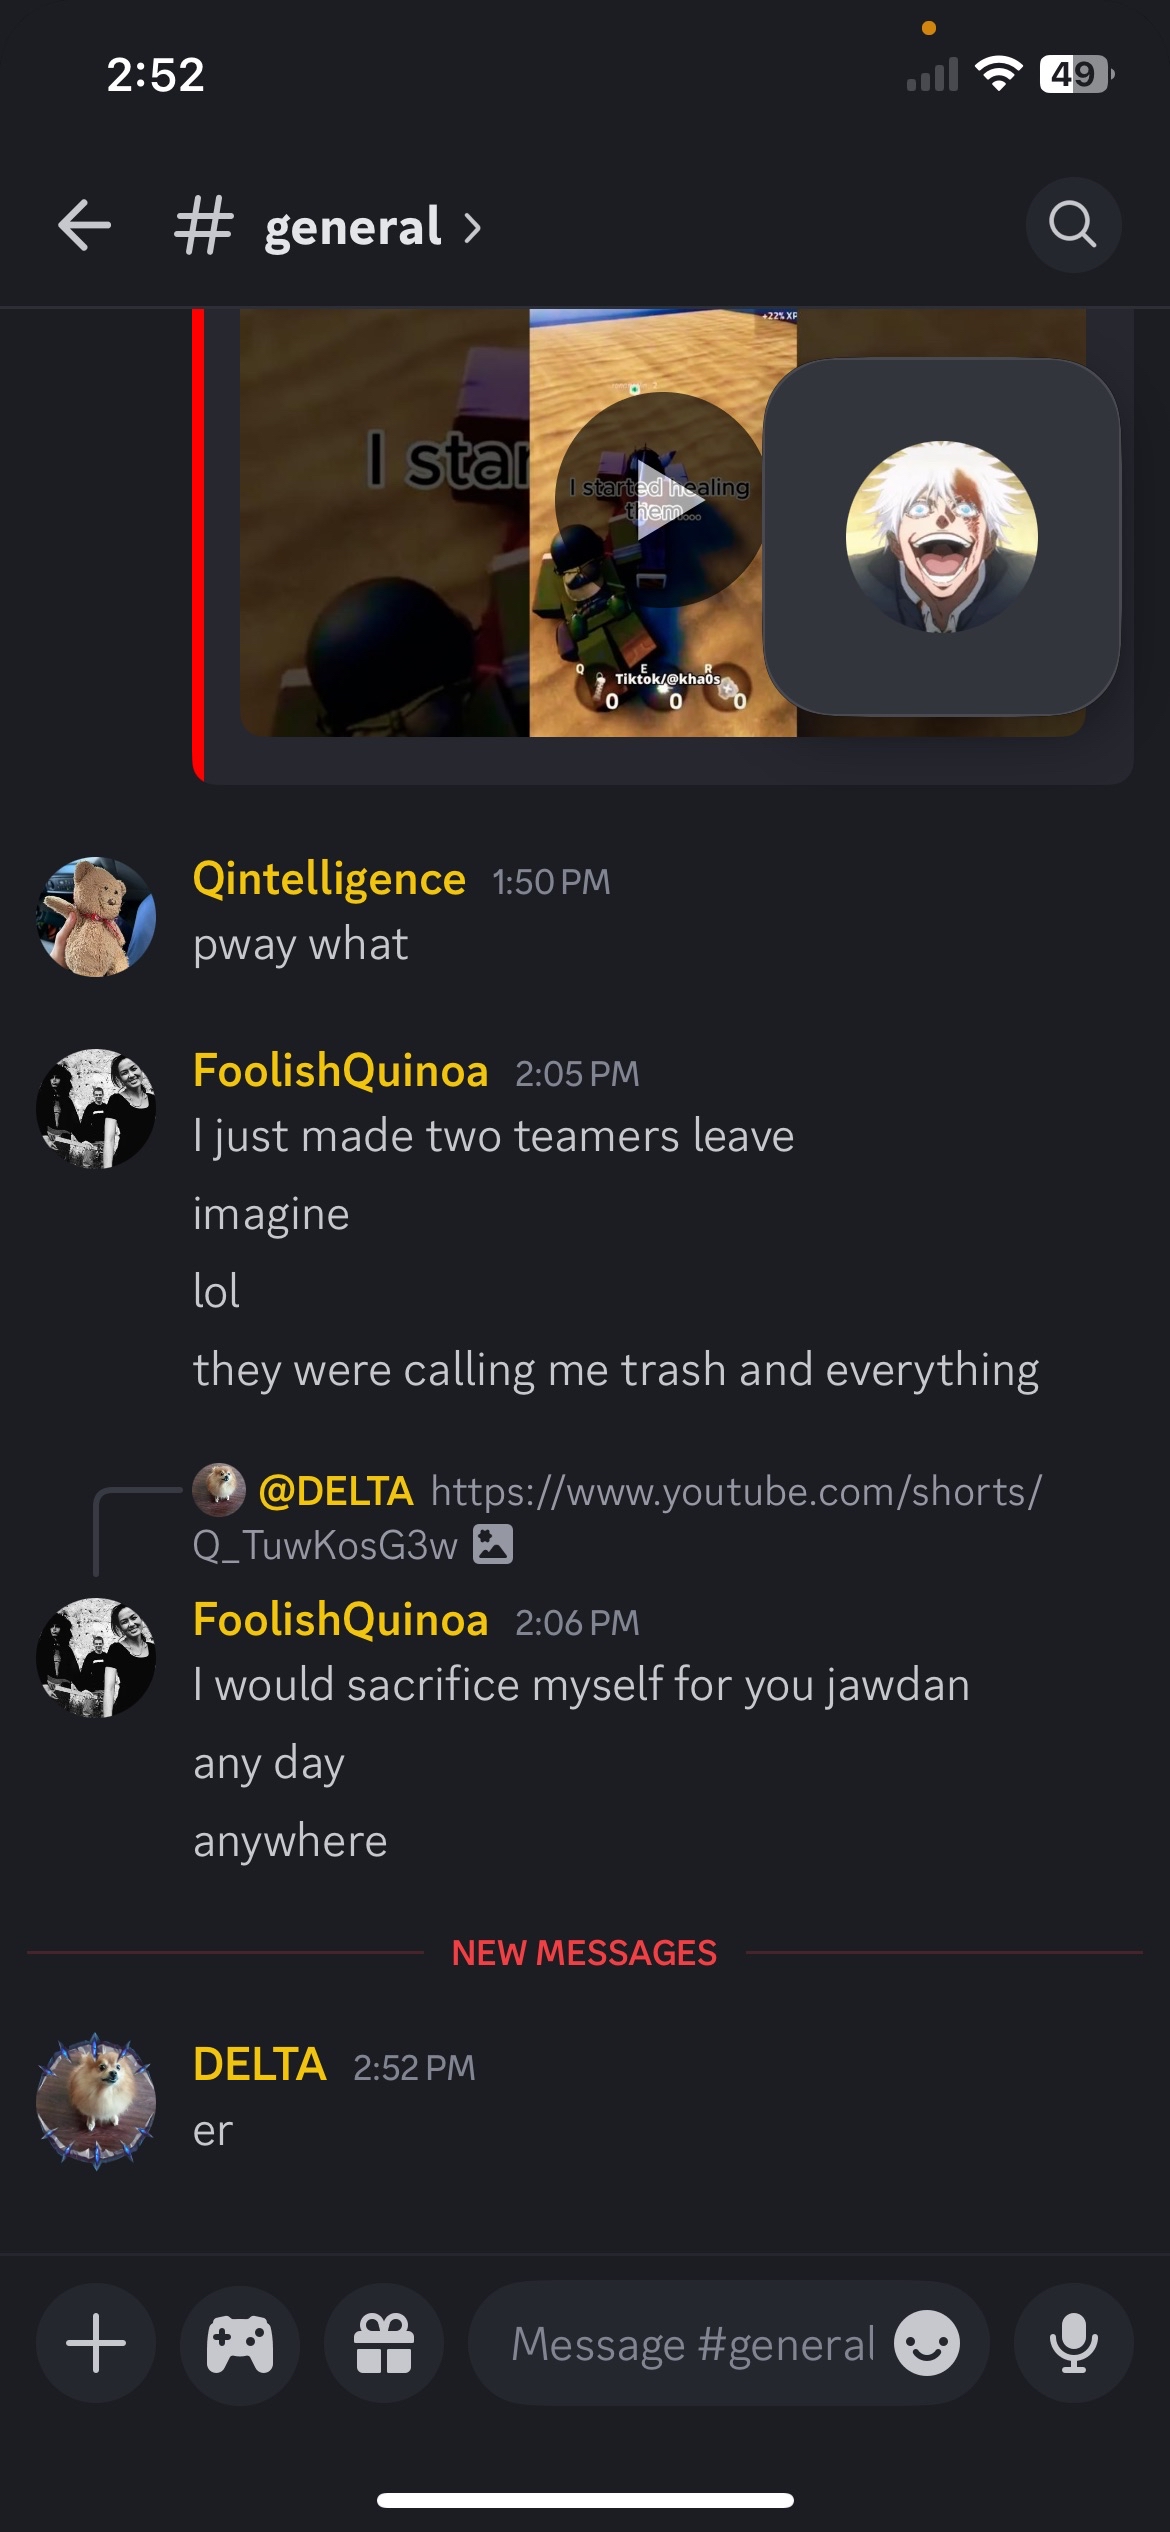 2:52
49
general
+22% XP
I star
I started healing
them...
Q E R
Tiktok/@kha0s
0 0 0
Qintelligence 1:50 PM
pway what
FoolishQuinoa 2:05 PM
I just made two teamers leave
imagine
lol
they were calling me trash and everything
@DELTA https://www.youtube.com/shorts/
Q_TuwKosG3w
FoolishQuinoa 2:06 PM
I would sacrifice myself for you jawdan
any day
anywhere
NEW MESSAGES
DELTA 2:52 PM
er
Message #general